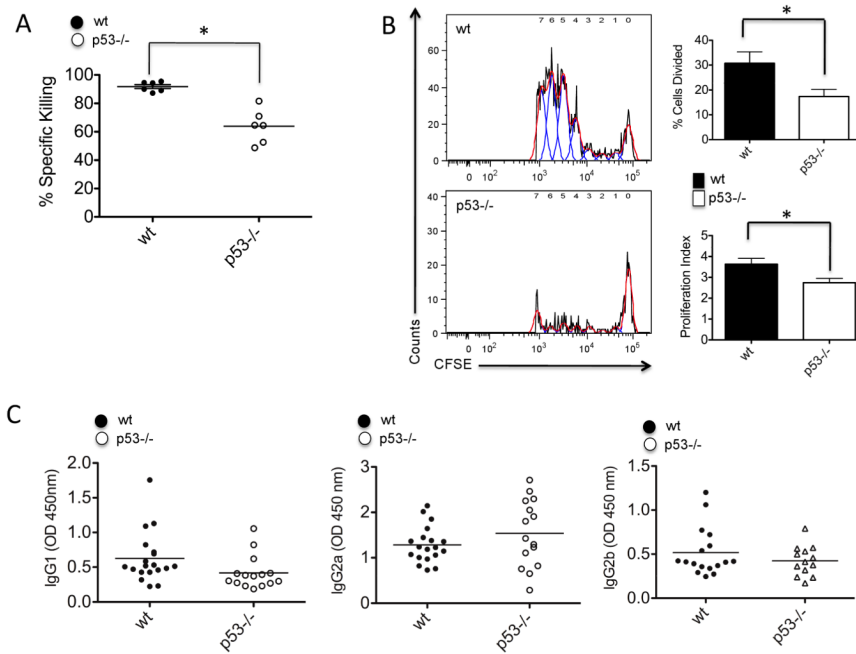 A
wt
p53-/-
*
% Specific Killing
100
80
60
40
20
0
wt
p53-/-
B
wt
7 6 5 4 3 2 1 0
60
40
20
0
0 10² 10³ 10⁴ 10⁵
p53-/-
7 6 5 4 3 2 1 0
40
30
20
10
0
0 10² 10³ 10⁴ 10⁵
Counts
CFSE
*
% Cells Divided
40
30
20
10
0
wt
p53-/-
wt
p53-/-
*
Proliferation Index
5
4
3
2
1
0
wt
p53-/-
C
wt
p53-/-
IgG1 (OD 450nm)
2.0
1.5
1.0
0.5
0.0
wt
p53-/-
wt
p53-/-
IgG2a (OD 450 nm)
3
2
1
0
wt
p53-/-
wt
p53-/-
IgG2b (OD 450 nm)
1.5
1.0
0.5
0.0
wt
p53-/-